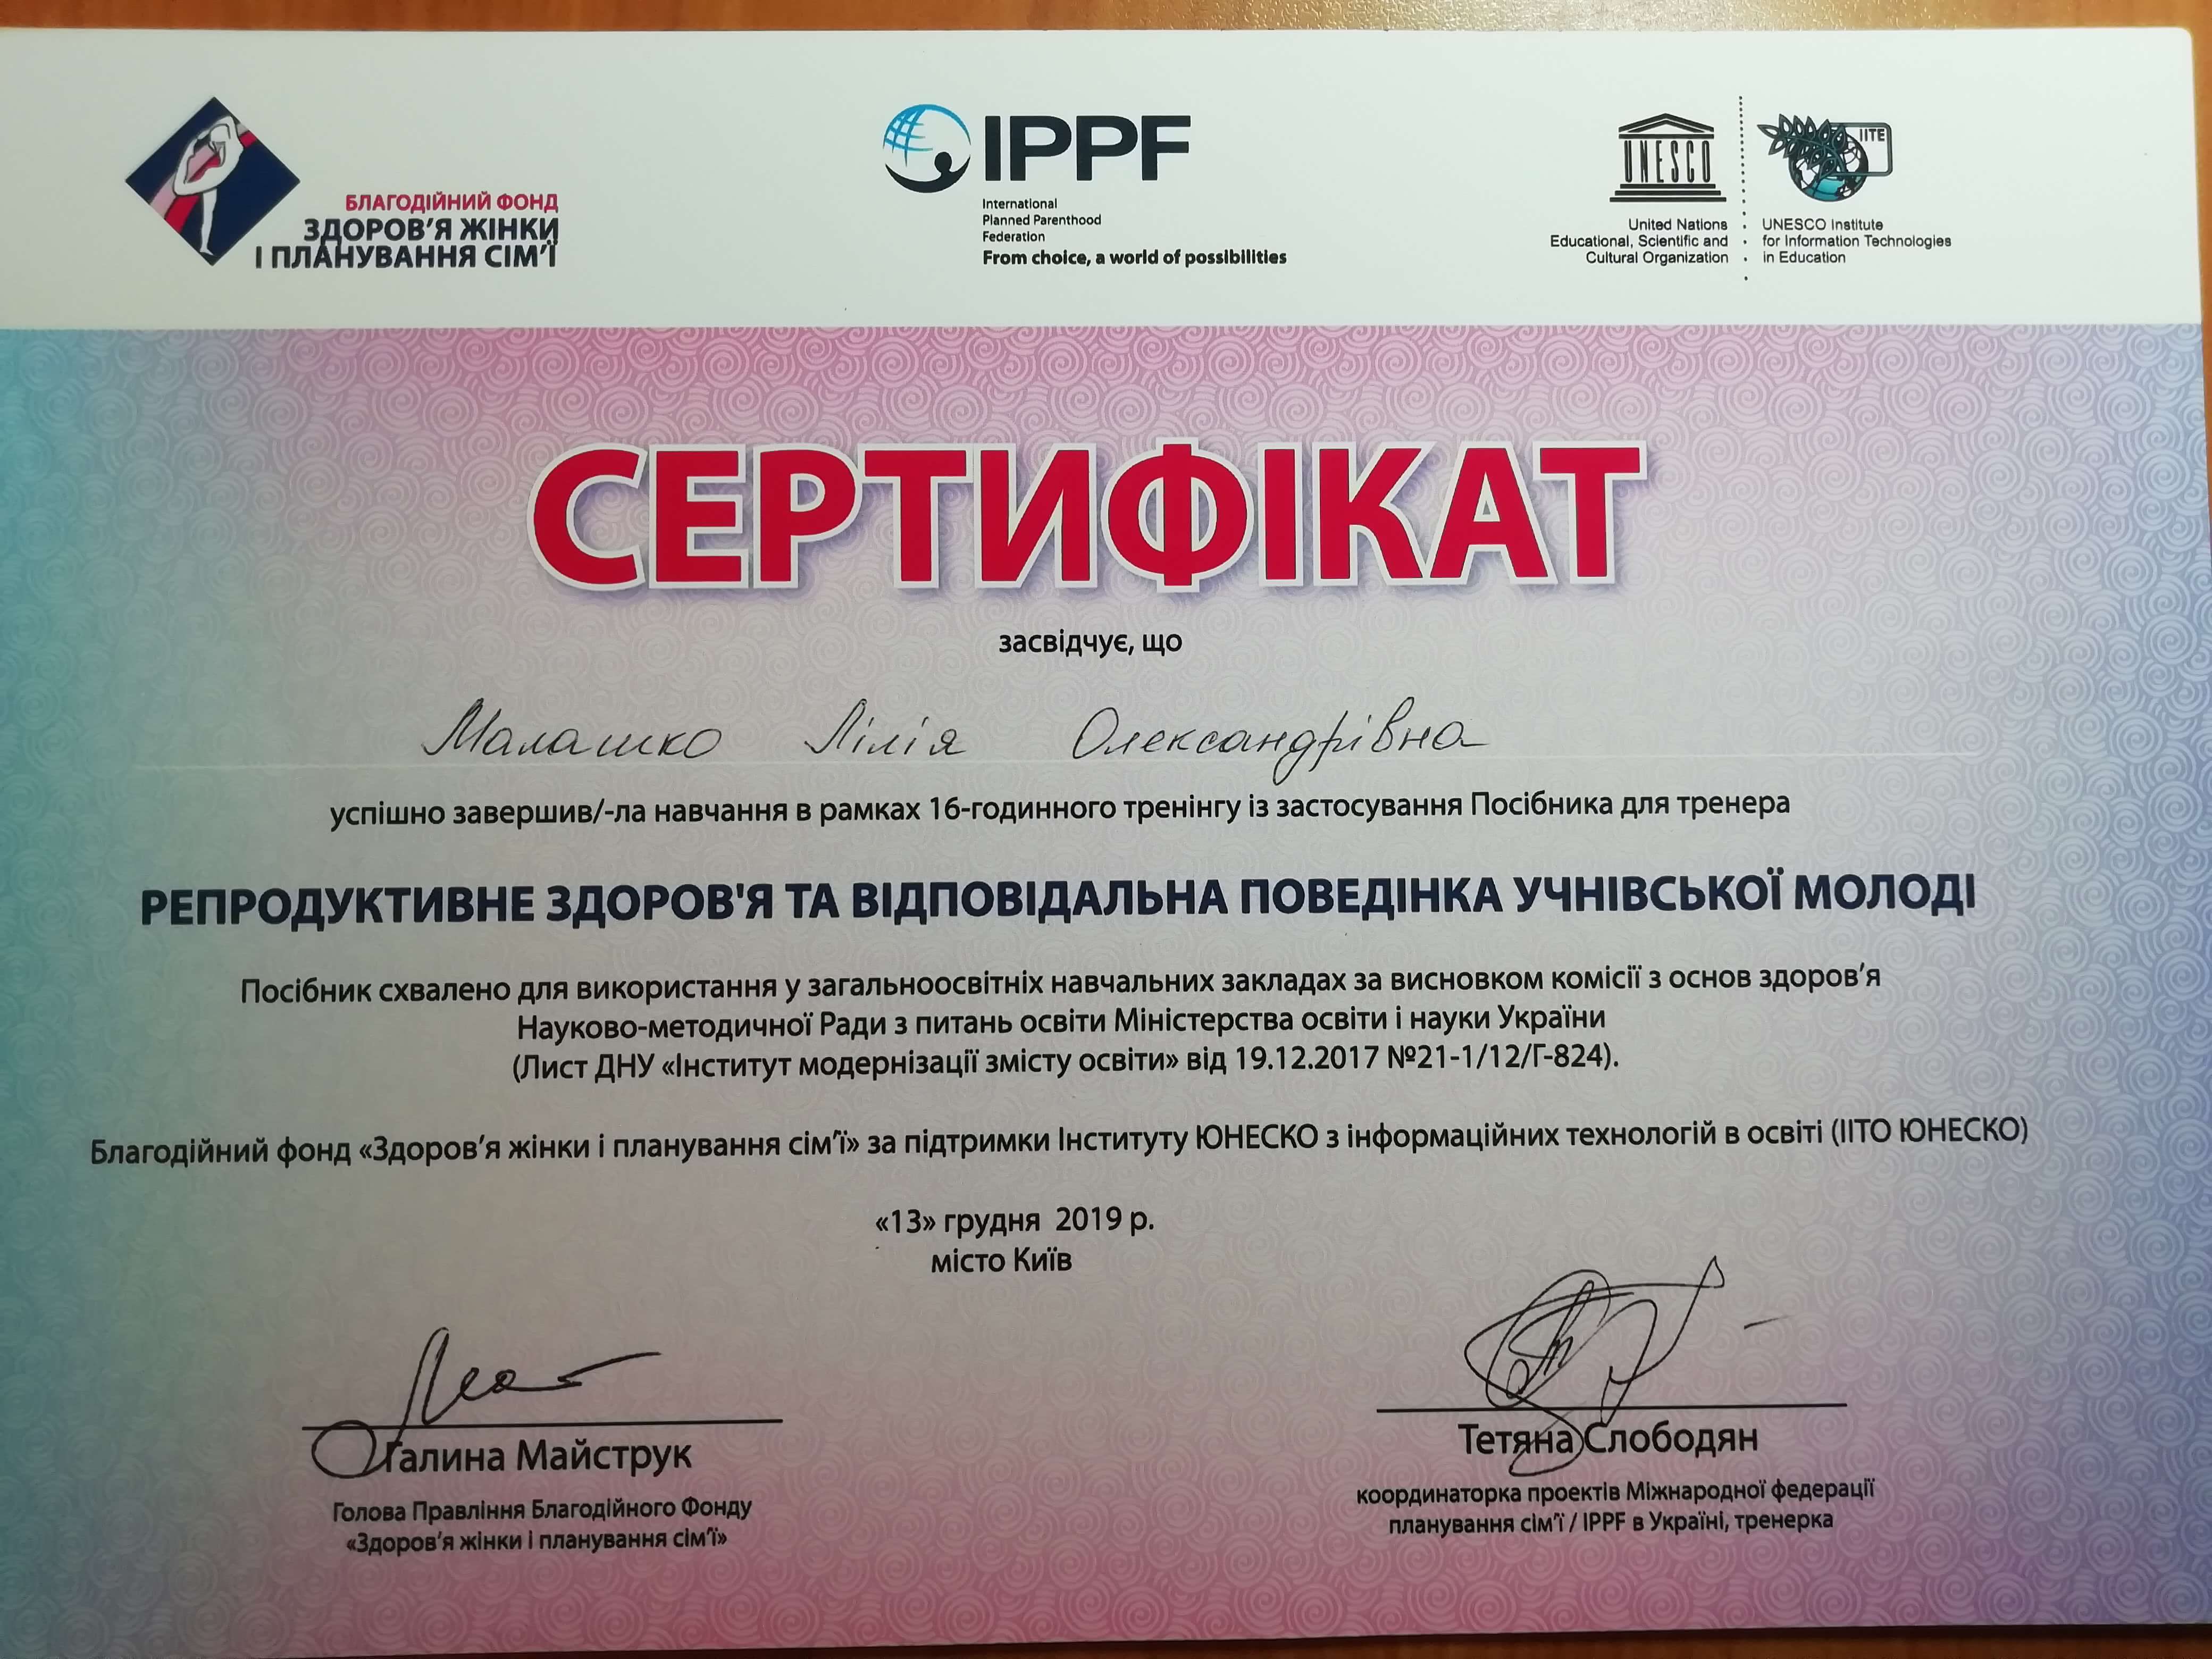 БЛАГОДІЙНИЙ ФОНД
ЗДОРОВ'Я ЖІНКИ
І ПЛАНУВАННЯ СІМ'Ї
IPPF
International
Planned Parenthood
Federation
From choice, a world of possibilities
UNESCO
United Nations
Educational, Scientific and
Cultural Organization
IITE
UNESCO Institute
for Information Technologies
in Education
СЕРТИФІКАТ
засвідчує, що
Малашко Лілія Олександрівна
успішно завершив/-ла навчання в рамках 16-годинного тренінгу із застосування Посібника для тренера
РЕПРОДУКТИВНЕ ЗДОРОВ'Я ТА ВІДПОВІДАЛЬНА ПОВЕДІНКА УЧНІВСЬКОЇ МОЛОДІ
Посібник схвалено для використання у загальноосвітніх навчальних закладах за висновком комісії з основ здоров'я
Науково-методичної Ради з питань освіти Міністерства освіти і науки України
(Лист ДНУ «Інститут модернізації змісту освіти» від 19.12.2017 №21-1/12/Г-824).
Благодійний фонд «Здоров'я жінки і планування сім'ї» за підтримки Інституту ЮНЕСКО з інформаційних технологій в освіті (ІІТО ЮНЕСКО)
«13» грудня 2019 р.
місто Київ
Галина Майструк
Голова Правління Благодійного Фонду
«Здоров'я жінки і планування сім'ї»
Тетяна Слободян
координаторка проектів Міжнародної федерації
планування сім'ї / IPPF в Україні, тренерка